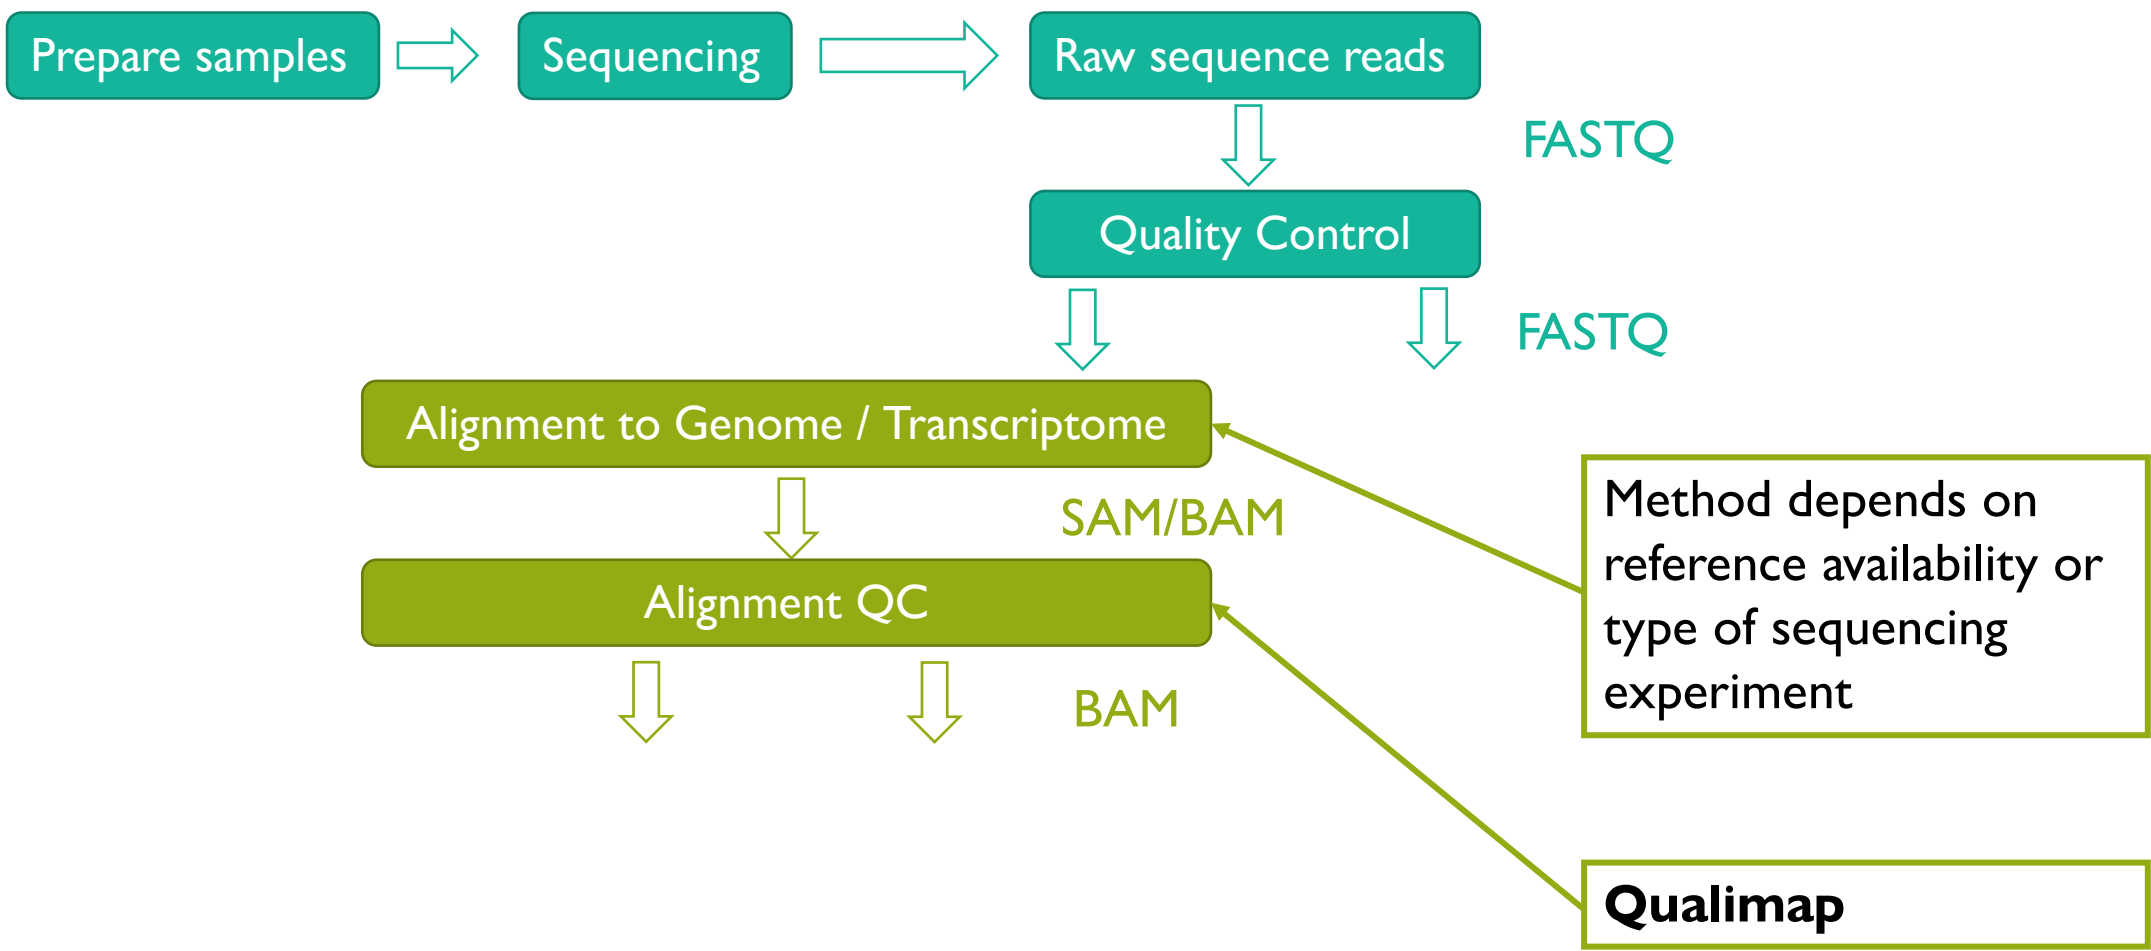 Prepare samples
Sequencing
Raw sequence reads
FASTQ
Quality Control
FASTQ
Alignment to Genome / Transcriptome
SAM/BAM
Method depends on
reference availability or
type of sequencing
experiment
Alignment QC
BAM
Qualimap